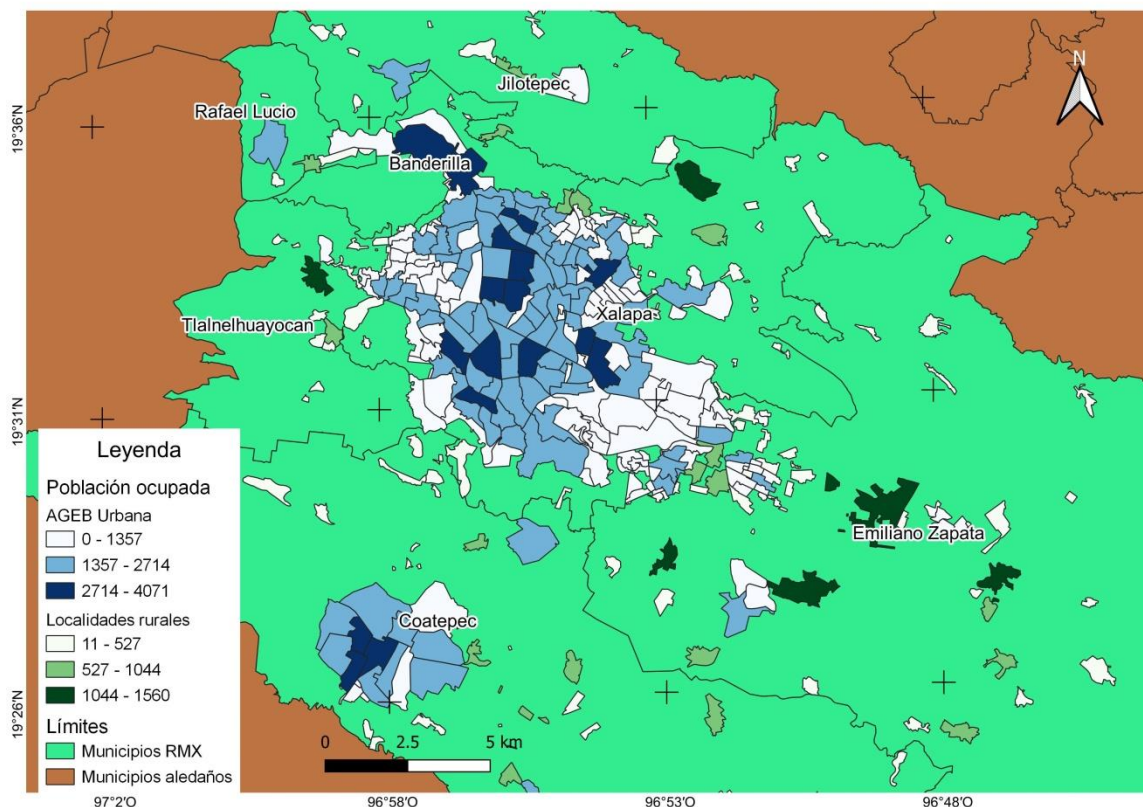 N
Jilotepec
Rafael Lucio
Banderilla
Xalapa
Tlalnelhuayocan
Emiliano Zapata
Coatepec
19°36'N
19°31'N
19°26'N
Leyenda
Población ocupada
AGEB Urbana
0 - 1357
1357 - 2714
2714 - 4071
Localidades rurales
11 - 527
527 - 1044
1044 - 1560
Límites
Municipios RMX
Municipios aledaños
0 2.5 5 km
97°2'O 96°58'O 96°53'O 96°48'O